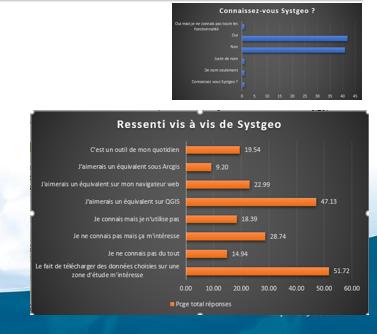 Connaissez-vous Systgeo ?
Oui mais je ne connais pas toute les
fonctionnalité
Oui
Non
Juste de nom
De nom seulement
Connaissez vous Systgeo ?
0 5 10 15 20 25 30 35 40 45
Ressenti vis à vis de Systgeo
C'est un outil de mon quotidien 19.54
J'aimerais un équivalent sous Arcgis 9.20
J'aimerais un équivalent sur mon navigateur web 22.99
J'aimerais un équivalent sur QGIS 47.13
Je connais mais je n'utilise pas 18.39
Je ne connais pas mais ça m'intéresse 28.74
Je ne connais pas du tout 14.94
Le fait de télécharger des données choisies sur une
zone d'étude m'intéresse 51.72
0.00 10.00 20.00 30.00 40.00 50.00 60.00
Prcge total réponses